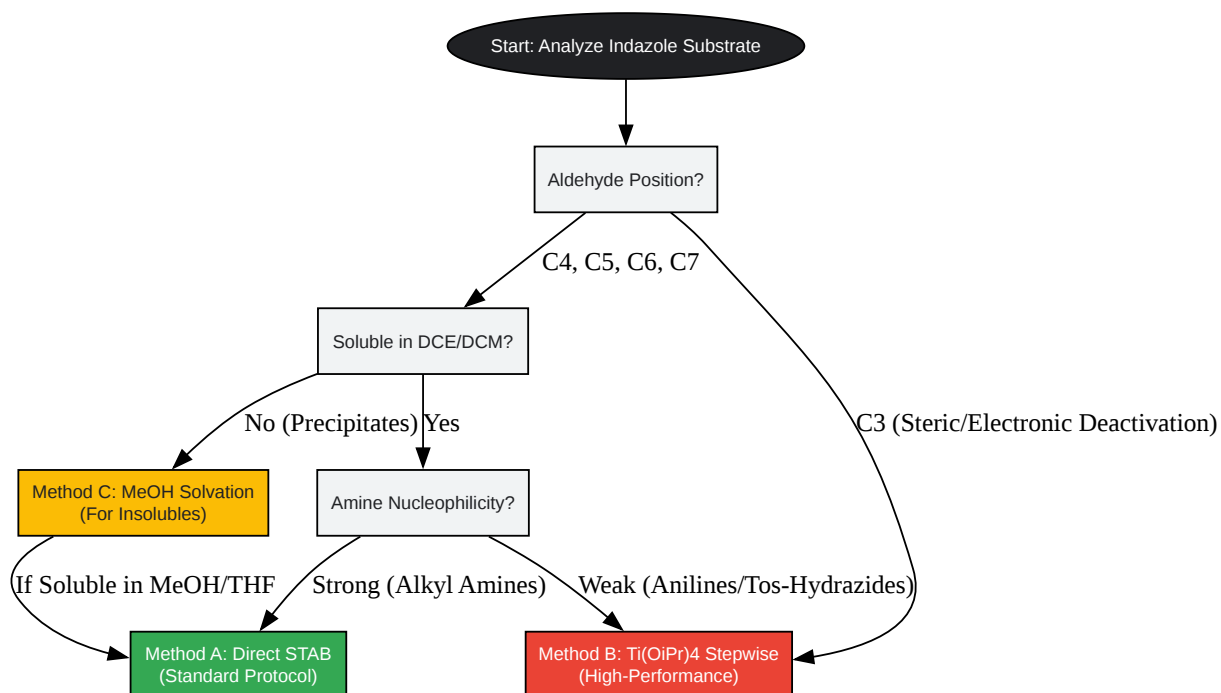 Start: Analyze Indazole Substrate
Aldehyde Position?
C4, C5, C6, C7
Soluble in DCE/DCM?
No (Precipitates)
Yes
C3 (Steric/Electronic Deactivation)
Method C: MeOH Solvation
(For Insolubles)
Amine Nucleophilicity?
If Soluble in MeOH/THF
Strong (Alkyl Amines)
Weak (Anilines/Tos-Hydrazides)
Method A: Direct STAB
(Standard Protocol)
Method B: Ti(OiPr)4 Stepwise
(High-Performance)